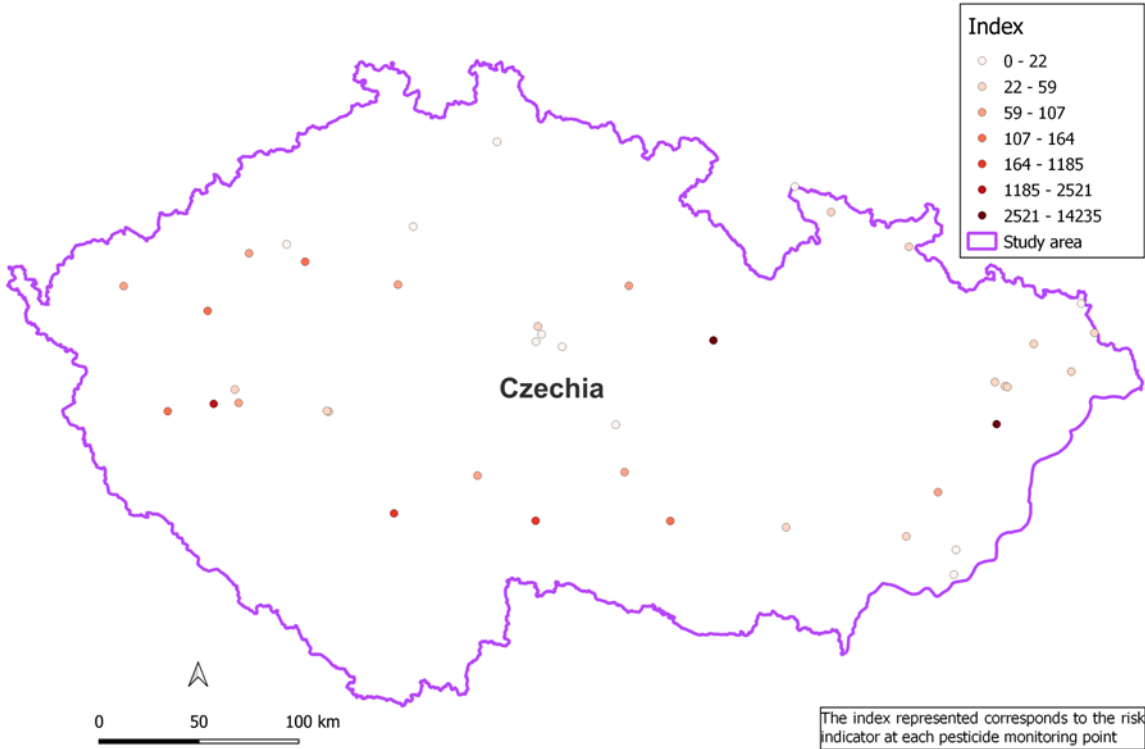 Index
0 - 22
22 - 59
59 - 107
107 - 164
164 - 1185
1185 - 2521
2521 - 14235
Study area
Czechia
0 50 100 km
The index represented corresponds to the risk
indicator at each pesticide monitoring point